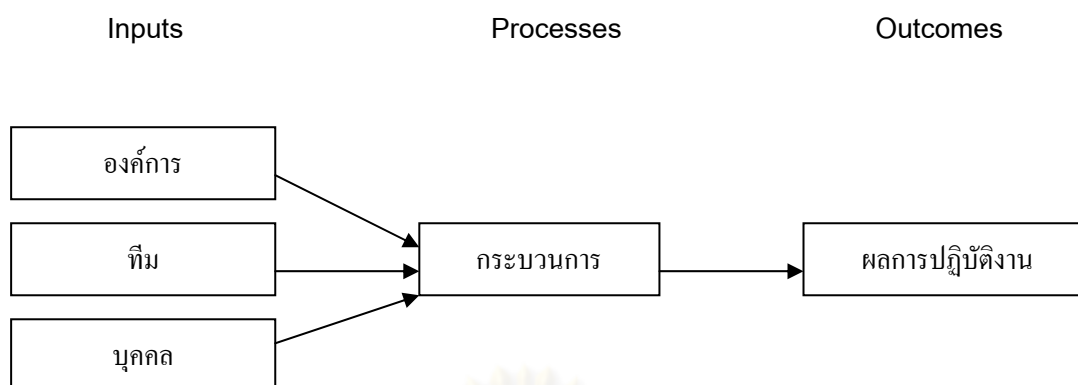 Inputs Processes Outcomes
องค์การ
ทีม กระบวนการ ผลการปฏิบัติงาน
บุคคล